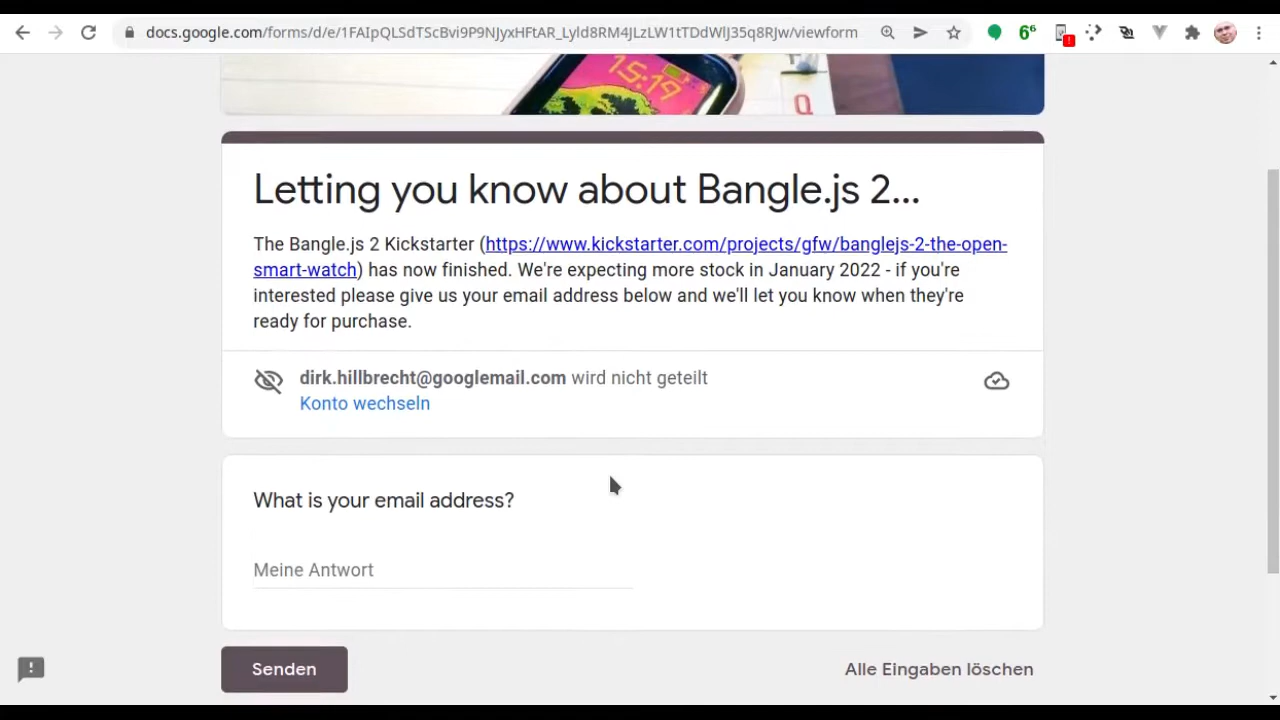 docs.google.com/forms/d/e/1FAIpQLSdTScBvi9P9NJyxHFtAR_Lyld8RM4JLzLW1tTDdWlJ35q8RJw/viewform
6⁶
15:19
Q
Letting you know about Bangle.js 2...
The Bangle.js 2 Kickstarter (https://www.kickstarter.com/projects/gfw/banglejs-2-the-open-
smart-watch) has now finished. We're expecting more stock in January 2022 - if you're
interested please give us your email address below and we'll let you know when they're
ready for purchase.
dirk.hillbrecht@googlemail.com wird nicht geteilt
Konto wechseln
What is your email address?
Meine Antwort
Senden
Alle Eingaben löschen